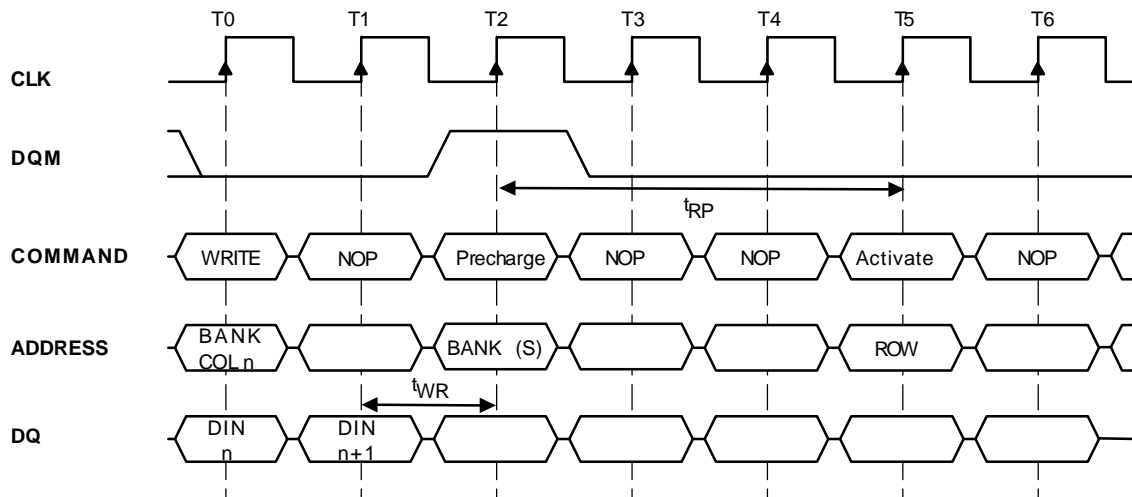 T0 T1 T2 T3 T4 T5 T6
CLK
DQM
tRP
COMMAND WRITE NOP Precharge NOP NOP Activate NOP
ADDRESS BANK COL n BANK (S) ROW
tWR
DQ DIN n DIN n+1